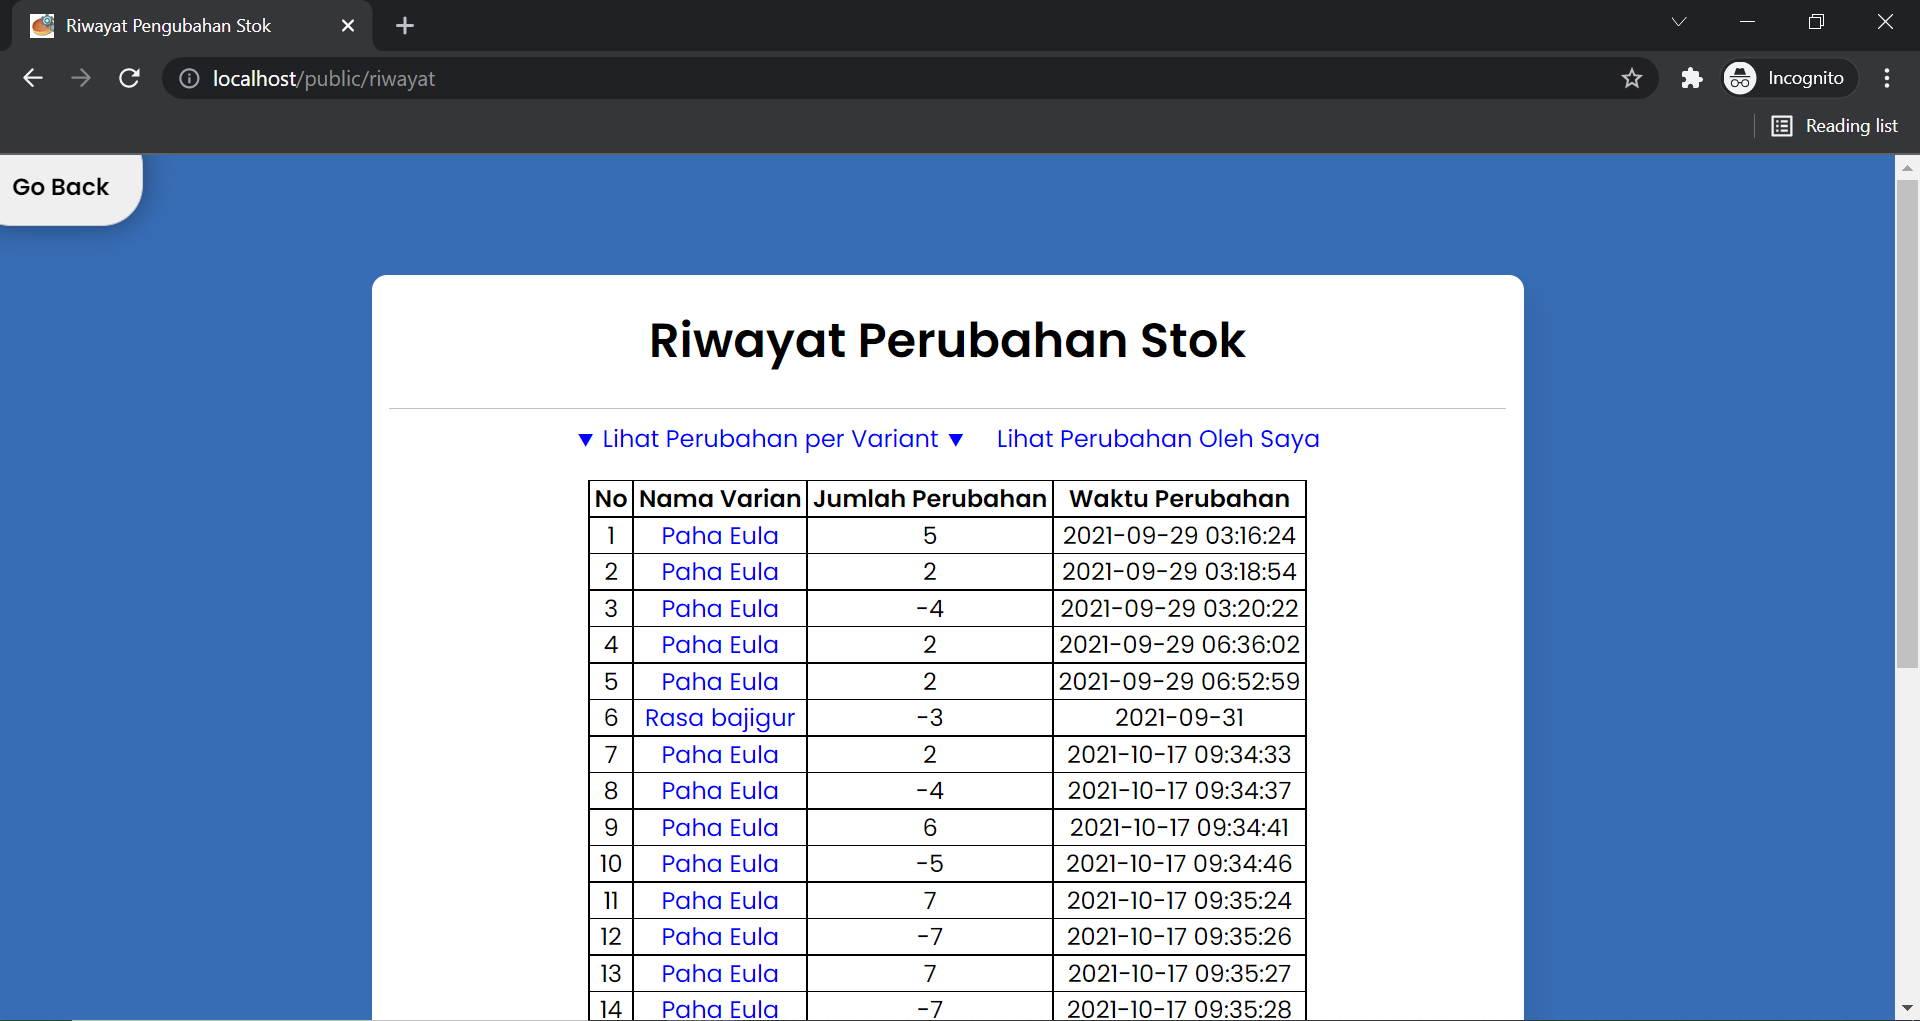 Riwayat Pengubahan Stok
localhost/public/riwayat
Incognito
Reading list
Go Back
Riwayat Perubahan Stok
▼ Lihat Perubahan per Variant ▼ Lihat Perubahan Oleh Saya
No Nama Varian Jumlah Perubahan Waktu Perubahan
1 Paha Eula 5 2021-09-29 03:16:24
2 Paha Eula 2 2021-09-29 03:18:54
3 Paha Eula -4 2021-09-29 03:20:22
4 Paha Eula 2 2021-09-29 06:36:02
5 Paha Eula 2 2021-09-29 06:52:59
6 Rasa bajigur -3 2021-09-31
7 Paha Eula 2 2021-10-17 09:34:33
8 Paha Eula -4 2021-10-17 09:34:37
9 Paha Eula 6 2021-10-17 09:34:41
10 Paha Eula -5 2021-10-17 09:34:46
11 Paha Eula 7 2021-10-17 09:35:24
12 Paha Eula -7 2021-10-17 09:35:26
13 Paha Eula 7 2021-10-17 09:35:27
14 Paha Eula -7 2021-10-17 09:35:28